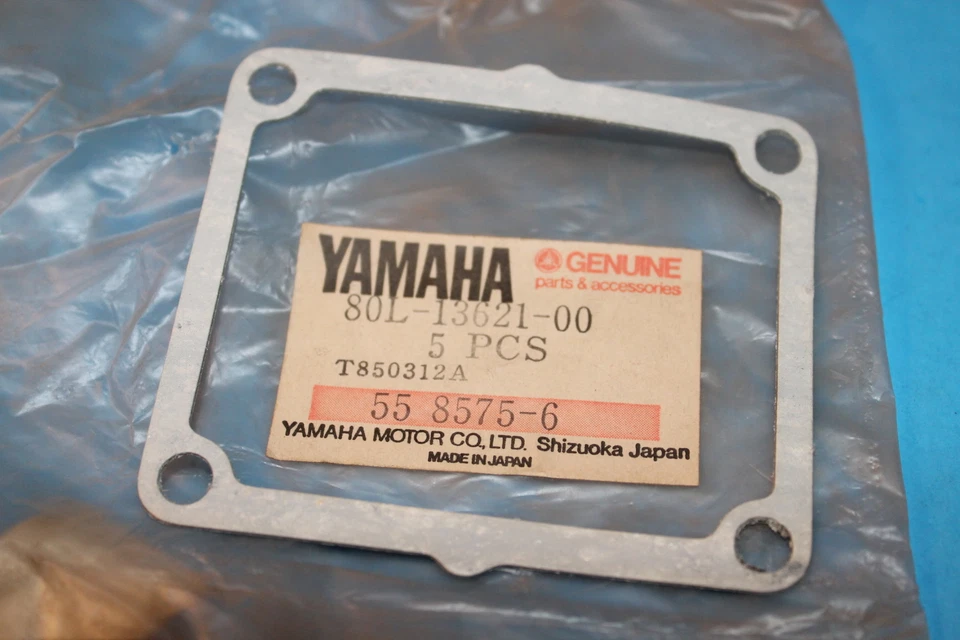 YAMAHA
GENUINE
parts & accessories
80L-13621-00
5 PCS
T850312A
55 8575-6
YAMAHA MOTOR CO., LTD. Shizuoka Japan
MADE IN JAPAN